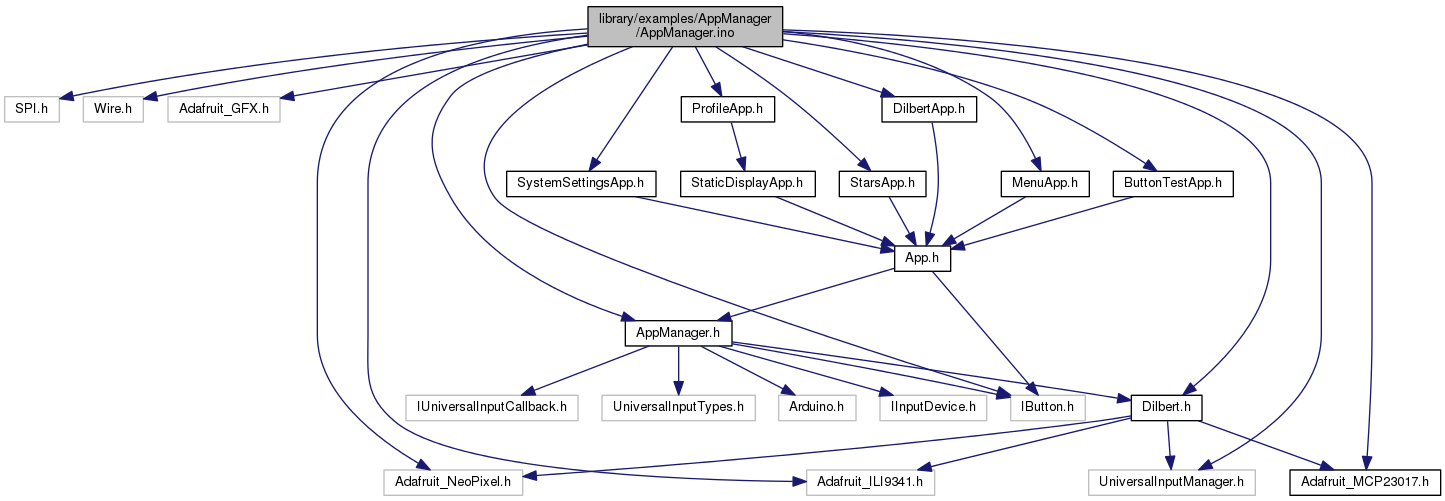 library/examples/AppManager
/AppManager.ino
SPI.h
Wire.h
Adafruit_GFX.h
ProfileApp.h
DilbertApp.h
SystemSettingsApp.h
StaticDisplayApp.h
StarsApp.h
MenuApp.h
ButtonTestApp.h
App.h
AppManager.h
IUniversalInputCallback.h
UniversalInputTypes.h
Arduino.h
IInputDevice.h
IButton.h
Dilbert.h
Adafruit_NeoPixel.h
Adafruit_ILI9341.h
UniversalInputManager.h
Adafruit_MCP23017.h